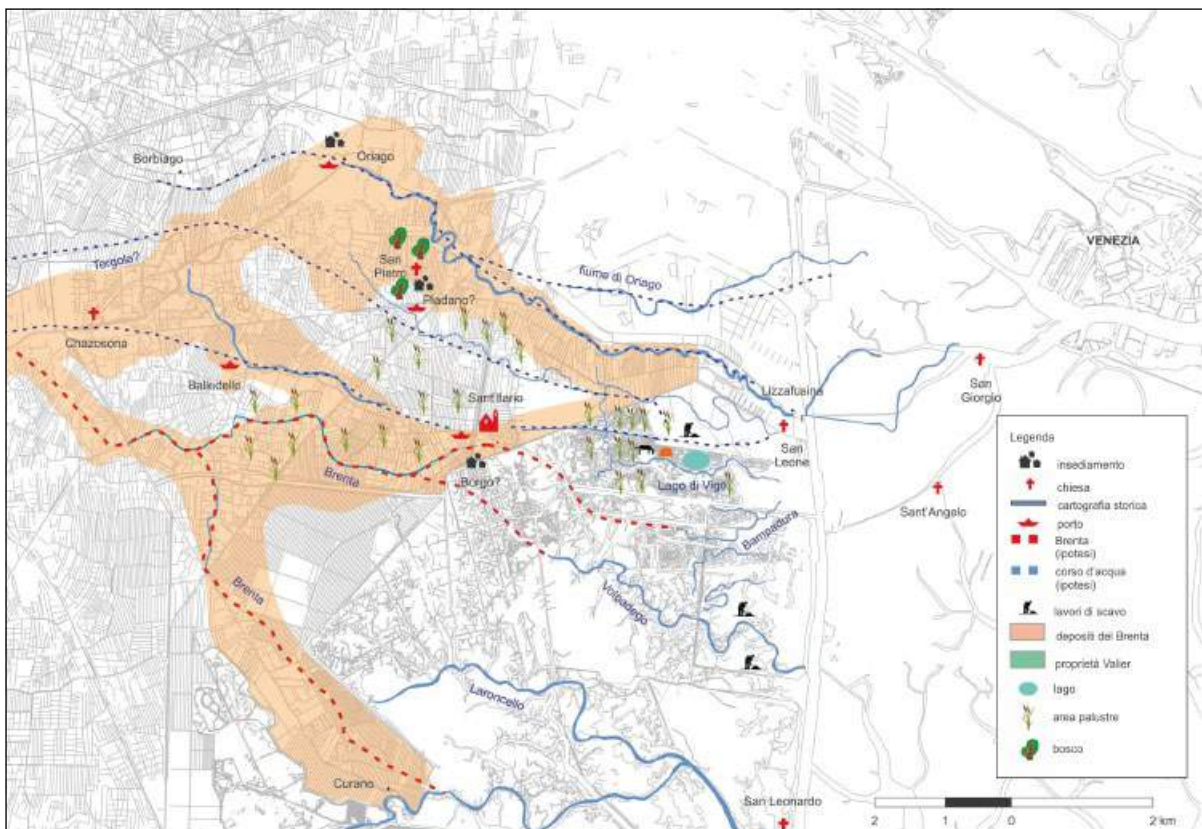 Borbiago
Oriago
VENEZIA
Tergola?
San
Pietro
fiume di Oriago
Pladano?
Chazosona
Balledello
Lizzafusina
San
Giorgio
Sant'Ilario
San
Leone
Brenta
Borgo?
Lago di Vigo
Sant'Angelo
Bampadura
Brenta
Volpadego
Laroncello
Curano
San Leonardo
Legenda
insediamento
chiesa
cartografia storica
porto
Brenta
(ipotesi)
corso d'acqua
(ipotesi)
lavori di scavo
depositi del Brenta
proprietà Valier
lago
area palustre
bosco
2 1 0 2 km